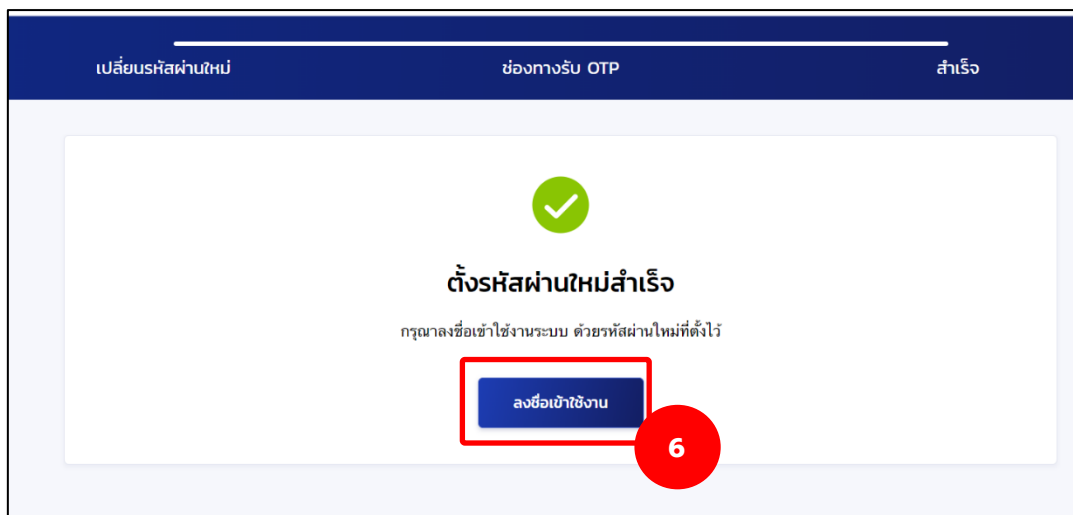 เปลี่ยนรหัสผ่านใหม่ ช่องทางรับ OTP สำเร็จ
ตั้งรหัสผ่านใหม่สำเร็จ
กรุณาลงชื่อเข้าใช้งานระบบ ด้วยรหัสผ่านใหม่ที่ตั้งไว้
ลงชื่อเข้าใช้งาน
6